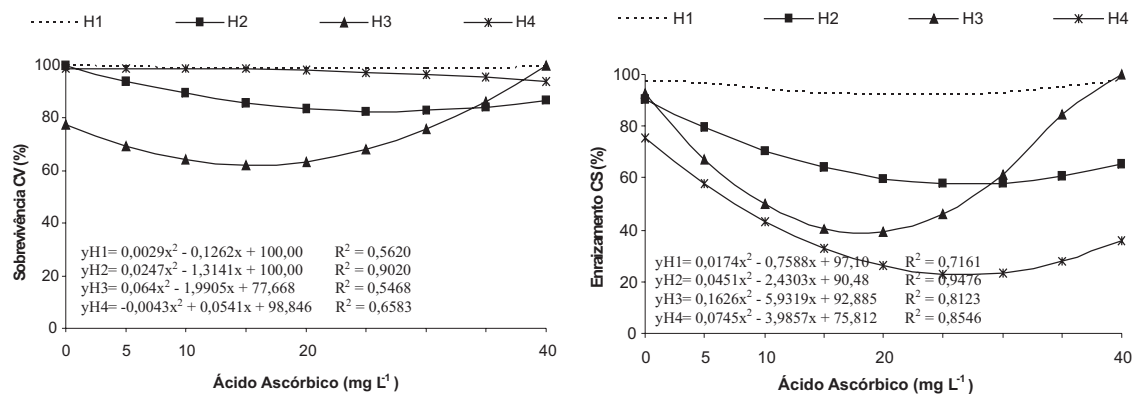 H1 H2 H3 H4
100
80
60
40
20
0
Sobrevivência CV (%)
yH1= 0,0029x² - 0,1262x + 100,00 R² = 0,5620
yH2= 0,0247x² - 1,3141x + 100,00 R² = 0,9020
yH3= 0,064x² - 1,9905x + 77,668 R² = 0,5468
yH4= -0,0043x² + 0,0541x + 98,846 R² = 0,6583
0 5 10 20 40
Ácido Ascórbico (mg L⁻¹)
H1 H2 H3 H4
100
80
60
40
20
0
Enraizamento CS (%)
yH1= 0,0174x² - 0,7588x + 97,10 R² = 0,7161
yH2= 0,0451x² - 2,4303x + 90,48 R² = 0,9476
yH3= 0,1626x² - 5,9319x + 92,885 R² = 0,8123
yH4= 0,0745x² - 3,9857x + 75,812 R² = 0,8546
0 5 10 20 40
Ácido Ascórbico (mg L⁻¹)